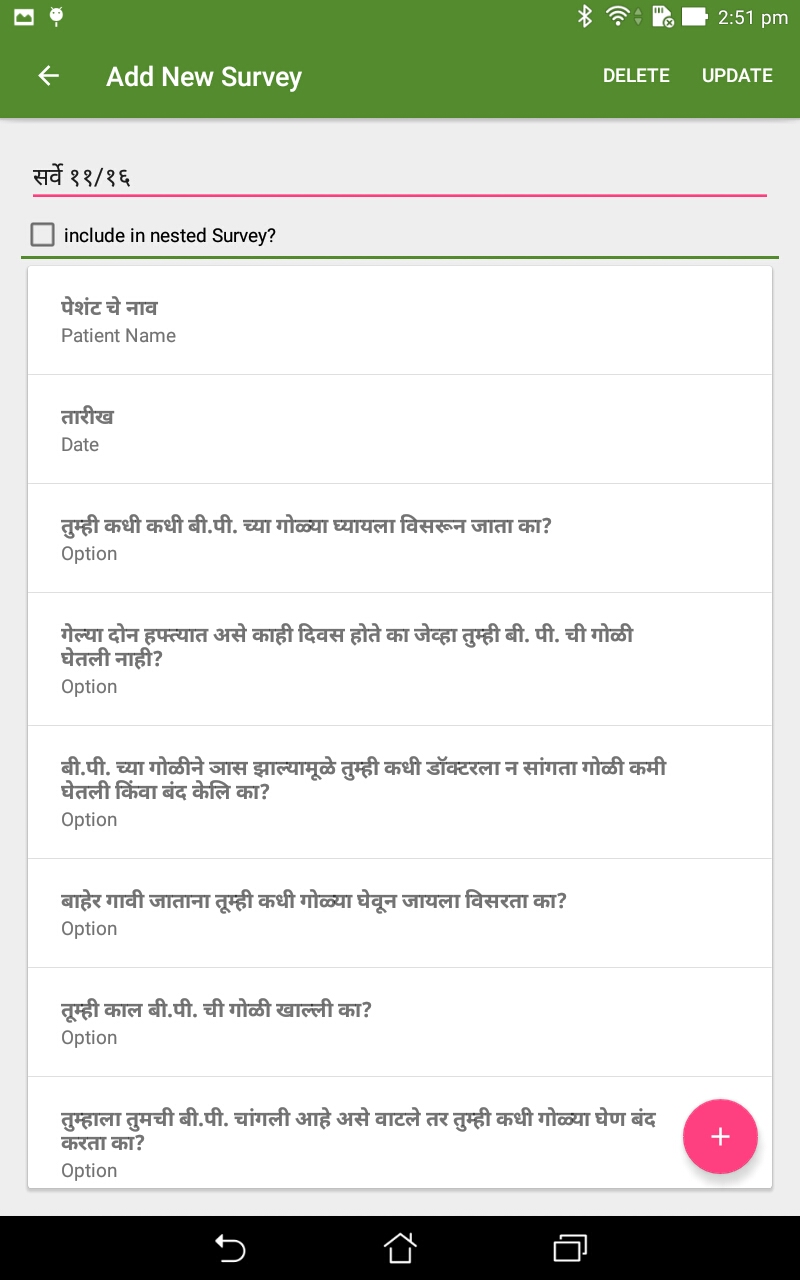 2:51 pm
Add New Survey
DELETE
UPDATE
सर्वे ११/१६
include in nested Survey?
पेशंट चे नाव
Patient Name
तारीख
Date
तुम्ही कधी कधी बी.पी. च्या गोळ्या घ्यायला विसरून जाता का?
Option
गेल्या दोन हफ्त्यात असे काही दिवस होते का जेव्हा तुम्ही बी. पी. ची गोळी
घेतली नाही?
Option
बी.पी. च्या गोळीने ञास झाल्यामूळे तुम्ही कधी डॉक्टरला न सांगता गोळी कमी
घेतली किंवा बंद केलि का?
Option
बाहेर गावी जाताना तूम्ही कधी गोळ्या घेवून जायला विसरता का?
Option
तूम्ही काल बी.पी. ची गोळी खाल्ली का?
Option
तुम्हाला तुमची बी.पी. चांगली आहे असे वाटले तर तुम्ही कधी गोळ्या घेण बंद
करता का?
Option